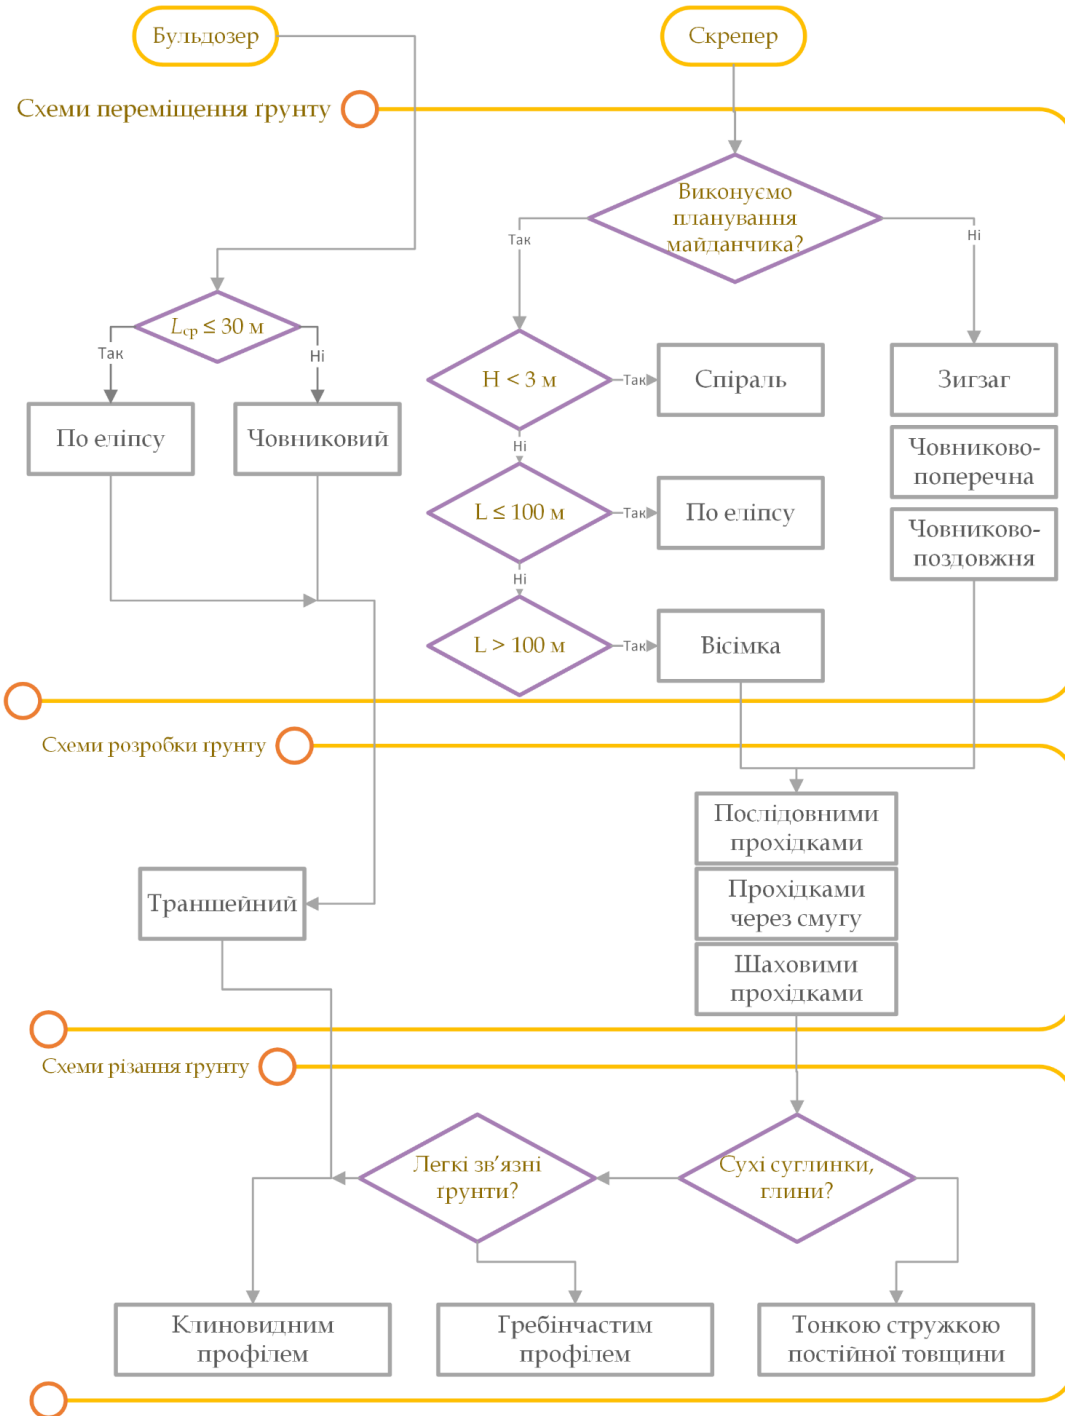 Бульдозер
Скрепер
Схеми переміщення ґрунту
Виконуємо
планування
майданчика?
Так
Ні
Lср ≤ 30 м
Так
Ні
H < 3 м
Так
Спіраль
Зигзаг
По еліпсу
Човниковий
Ні
Човниково-
поперечна
L ≤ 100 м
Так
По еліпсу
Човниково-
поздовжня
Ні
L > 100 м
Так
Вісімка
Схеми розробки ґрунту
Послідовними
прохідками
Траншейний
Прохідками
через смугу
Шаховими
прохідками
Схеми різання ґрунту
Легкі зв’язні
ґрунти?
Сухі суглинки,
глини?
Клиновидним
профілем
Гребінчастим
профілем
Тонкою стружкою
постійної товщини